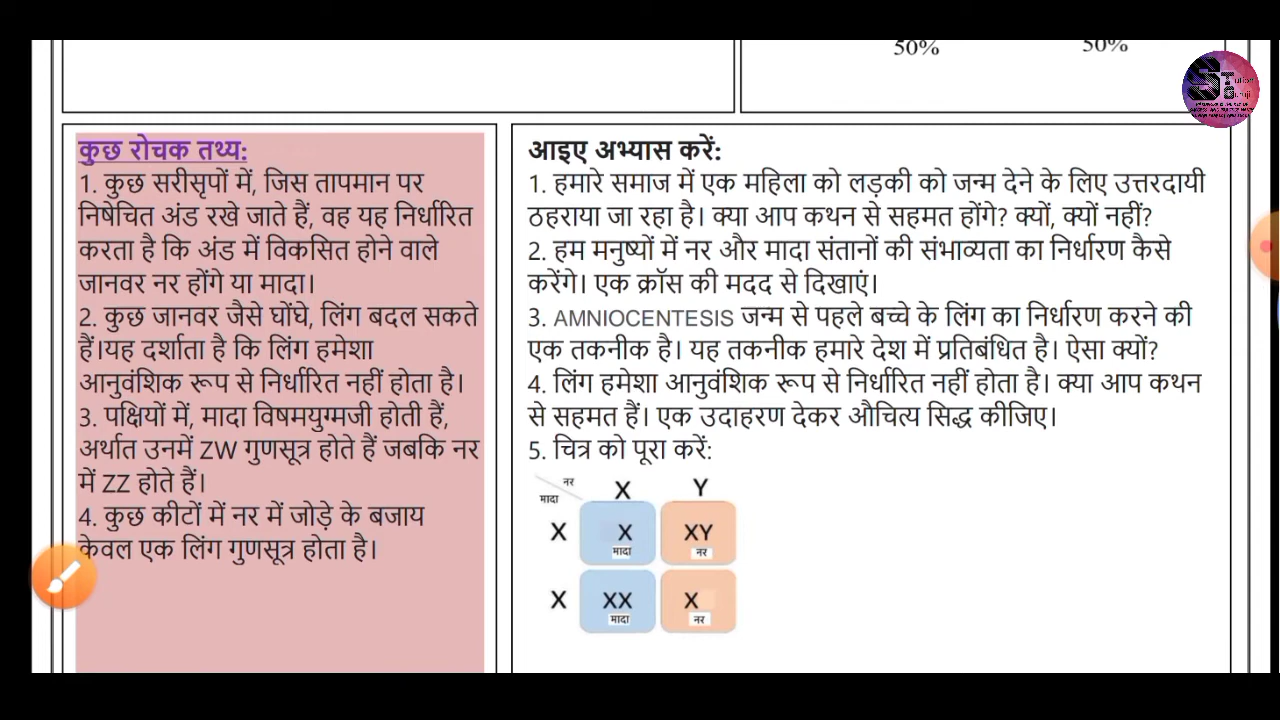 50%
50%
कुछ रोचक तथ्य:
1. कुछ सरीसृपों में, जिस तापमान पर
निषेचित अंड रखे जाते हैं, वह यह निर्धारित
करता है कि अंड में विकसित होने वाले
जानवर नर होंगे या मादा।
2. कुछ जानवर जैसे घोंघे, लिंग बदल सकते
हैं।यह दर्शाता है कि लिंग हमेशा
आनुवंशिक रूप से निर्धारित नहीं होता है।
3. पक्षियों में, मादा विषमयुग्मजी होती हैं,
अर्थात उनमें ZW गुणसूत्र होते हैं जबकि नर
में ZZ होते हैं।
4. कुछ कीटों में नर में जोड़े के बजाय
केवल एक लिंग गुणसूत्र होता है।
आइए अभ्यास करें:
1. हमारे समाज में एक महिला को लड़की को जन्म देने के लिए उत्तरदायी
ठहराया जा रहा है। क्या आप कथन से सहमत होंगे? क्यों, क्यों नहीं?
2. हम मनुष्यों में नर और मादा संतानों की संभाव्यता का निर्धारण कैसे
करेंगे। एक क्रॉस की मदद से दिखाएं।
3. AMNIOCENTESIS जन्म से पहले बच्चे के लिंग का निर्धारण करने की
एक तकनीक है। यह तकनीक हमारे देश में प्रतिबंधित है। ऐसा क्यों?
4. लिंग हमेशा आनुवंशिक रूप से निर्धारित नहीं होता है। क्या आप कथन
से सहमत हैं। एक उदाहरण देकर औचित्य सिद्ध कीजिए।
5. चित्र को पूरा करें:
नर
मादा
X Y
X X XY
मादा नर
X XX X
मादा नर